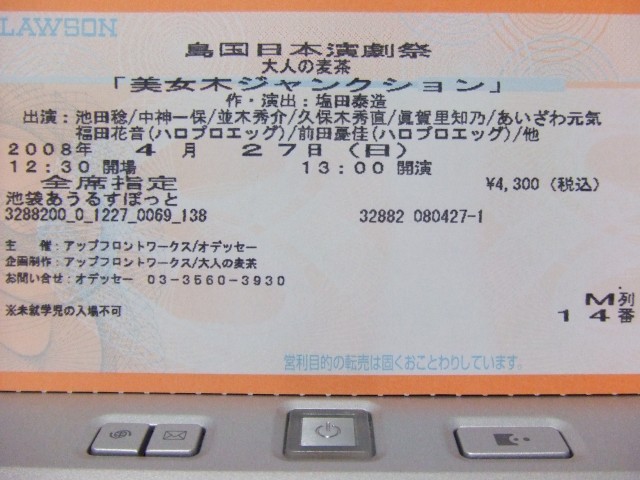 LAWSON
島国日本演劇祭
大人の麦茶
「美女木ジャンクション」
作・演出：塩田泰造
出演：池田稔/中神一保/並木秀介/久保木秀直/眞賀里知乃/あいざわ元気
福田花音(ハロプロエッグ)/前田憂佳(ハロプロエッグ)/他
2008年 4月 27日(日)
12:30 開場 13:00 開演
全席指定 ¥4,300(税込)
池袋あうるすぽっと
3288200_0_1227_0069_138 32882 080427-1
主 催：アップフロントワークス/オデッセー
企画制作：アップフロントワークス/大人の麦茶
お問い合せ：オデッセー 03-3560-3930
M列
※未就学児の入場不可 14番
営利目的の転売は固くおことわりしています。